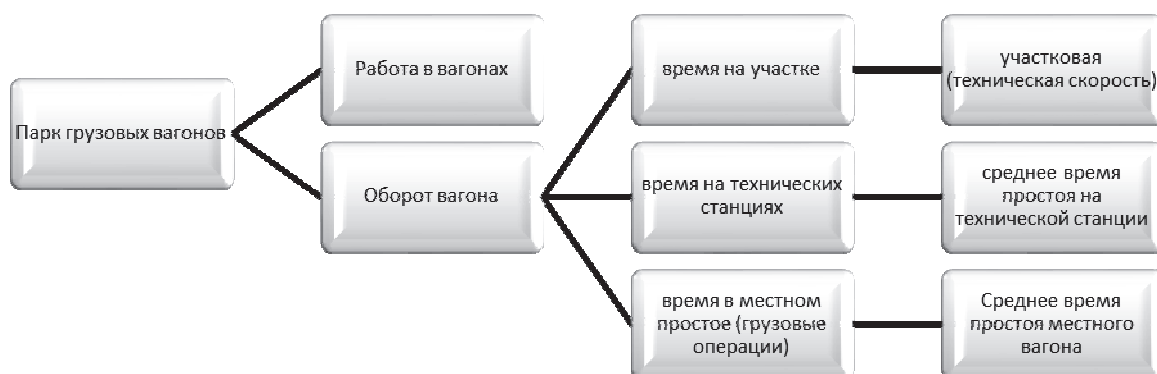 Парк грузовых вагонов
Работа в вагонах
Оборот вагона
время на участке
время на технических
станциях
время в местном
простое (грузовые
операции)
участковая
(техническая скорость)
среднее время
простоя на
технической станции
Среднее время
простоя местного
вагона